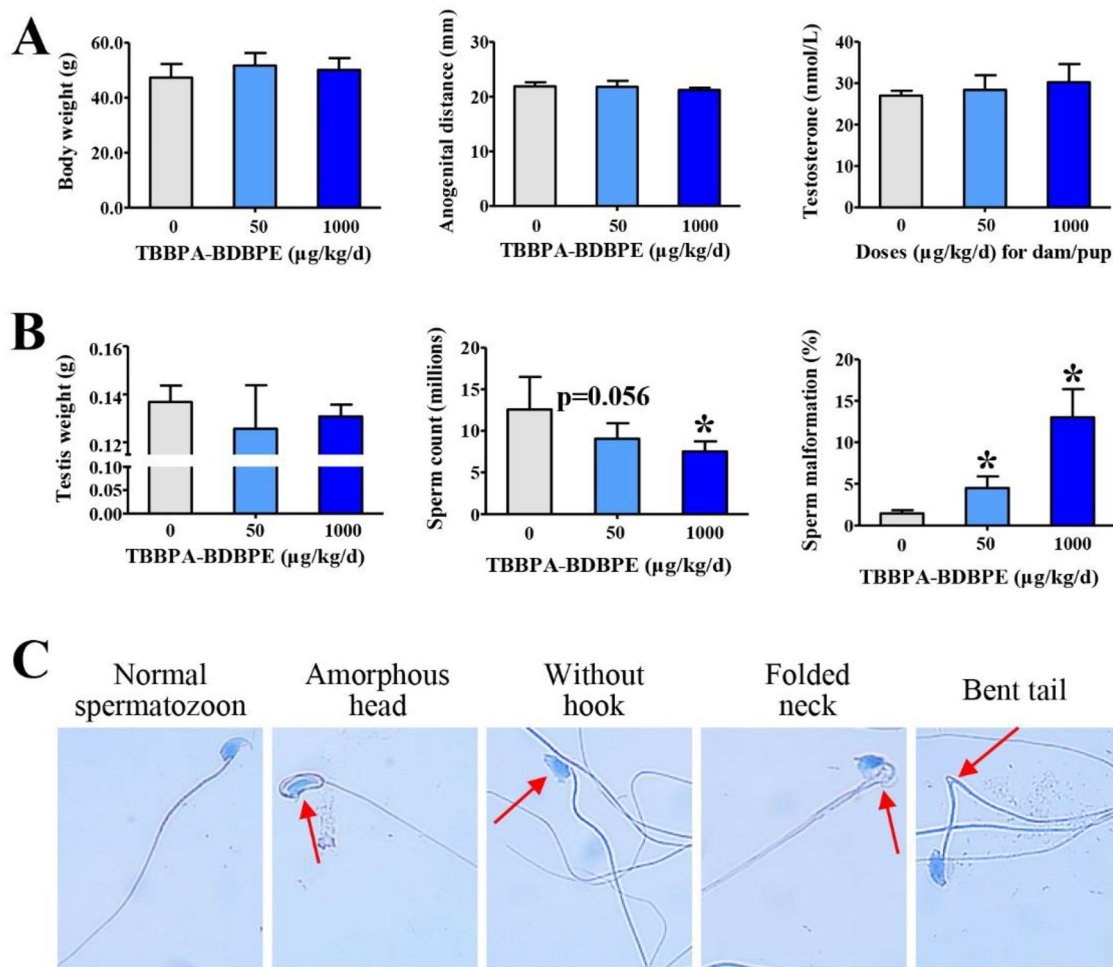 A
Body weight (g)
60.0
40.0
20.0
0.0
0 50 1000
TBBPA-BDBPE (µg/kg/d)
Anogenital distance (mm)
30
20
10
0
0 50 1000
TBBPA-BDBPE (µg/kg/d)
Testosterone (nmol/L)
40
30
20
10
0
0 50 1000
Doses (µg/kg/d) for dam/pup
B
Testis weight (g)
0.16
0.14
0.12
0.10
0.05
0.00
0 50 1000
TBBPA-BDBPE (µg/kg/d)
Sperm count (millions)
20
15
10
5
0
p=0.056
*
0 50 1000
TBBPA-BDBPE (µg/kg/d)
Sperm malformation (%)
20
15
10
5
0
*
*
0 50 1000
TBBPA-BDBPE (µg/kg/d)
C
Normal
spermatozoon
Amorphous
head
Without
hook
Folded
neck
Bent tail